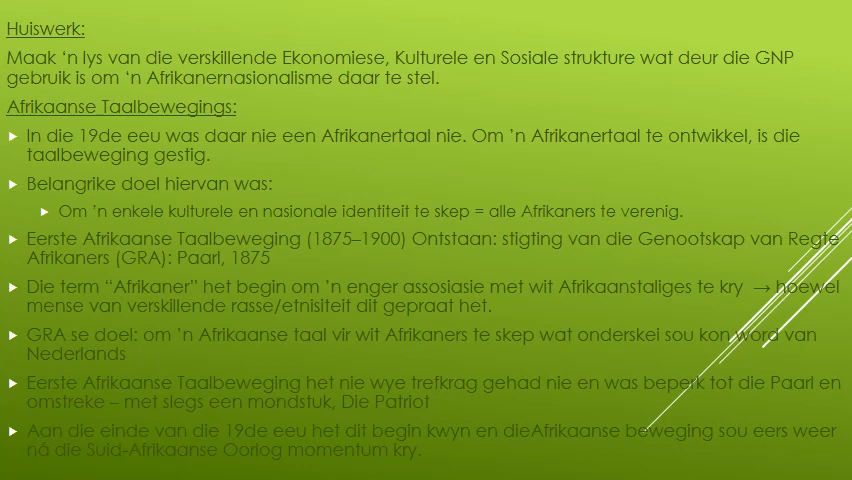 Huiswerk:
Maak ‘n lys van die verskillende Ekonomiese, Kulturele en Sosiale strukture wat deur die GNP
gebruik is om ‘n Afrikanernasionalisme daar te stel.
Afrikaanse Taalbewegings:
In die 19de eeu was daar nie een Afrikanertaal nie. Om ’n Afrikanertaal te ontwikkel, is die
taalbeweging gestig.
Belangrike doel hiervan was:
Om ’n enkele kulturele en nasionale identiteit te skep = alle Afrikaners te verenig.
Eerste Afrikaanse Taalbeweging (1875–1900) Ontstaan: stigting van die Genootskap van Regte
Afrikaners (GRA): Paarl, 1875
Die term “Afrikaner” het begin om ’n enger assosiasie met wit Afrikaanstaliges te kry → hoewel
mense van verskillende rasse/etnisiteit dit gepraat het.
GRA se doel: om ’n Afrikaanse taal vir wit Afrikaners te skep wat onderskei sou kon word van
Nederlands
Eerste Afrikaanse Taalbeweging het nie wye trefkrag gehad nie en was beperk tot die Paarl en
omstreke – met slegs een mondstuk, Die Patriot
Aan die einde van die 19de eeu het dit begin kwyn en dieAfrikaanse beweging sou eers weer
ná die Suid-Afrikaanse Oorlog momentum kry.